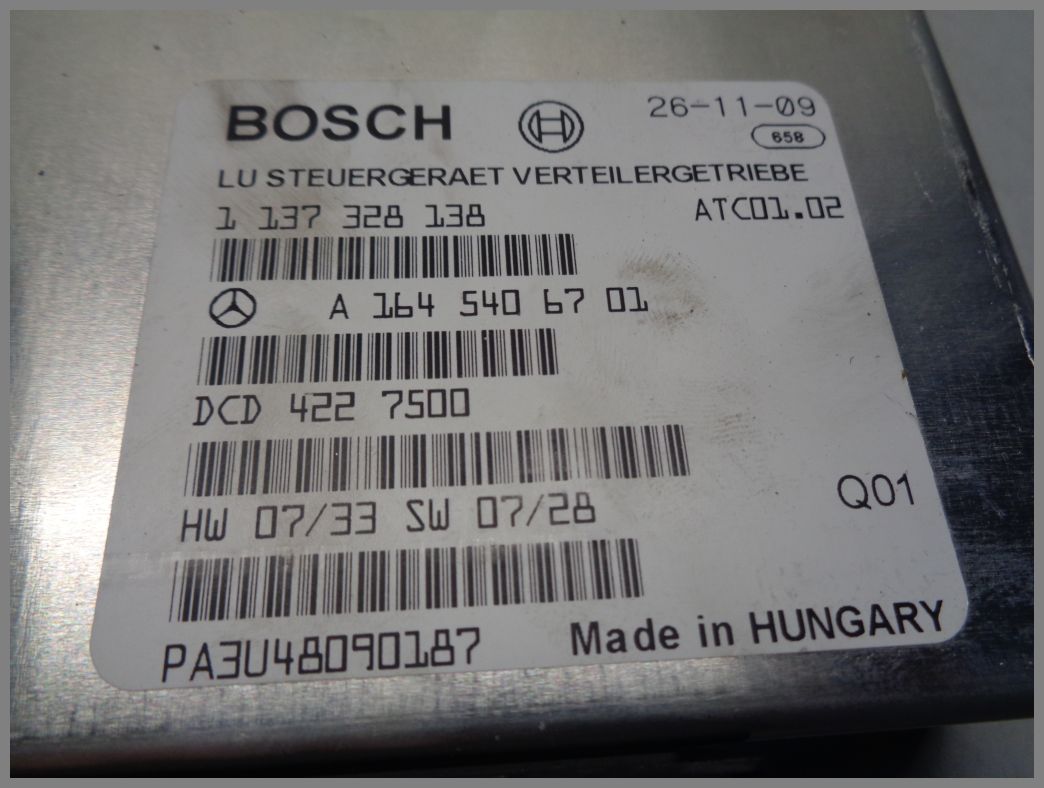 BOSCH 26-11-09
658
LU STEUERGERAET VERTEILERGETRIEBE
1 137 328 138 ATC01.02
A 164 540 67 01
DCD 422 7500
Q01
HW 07/33 SW 07/28
PA3U48090187 Made in HUNGARY